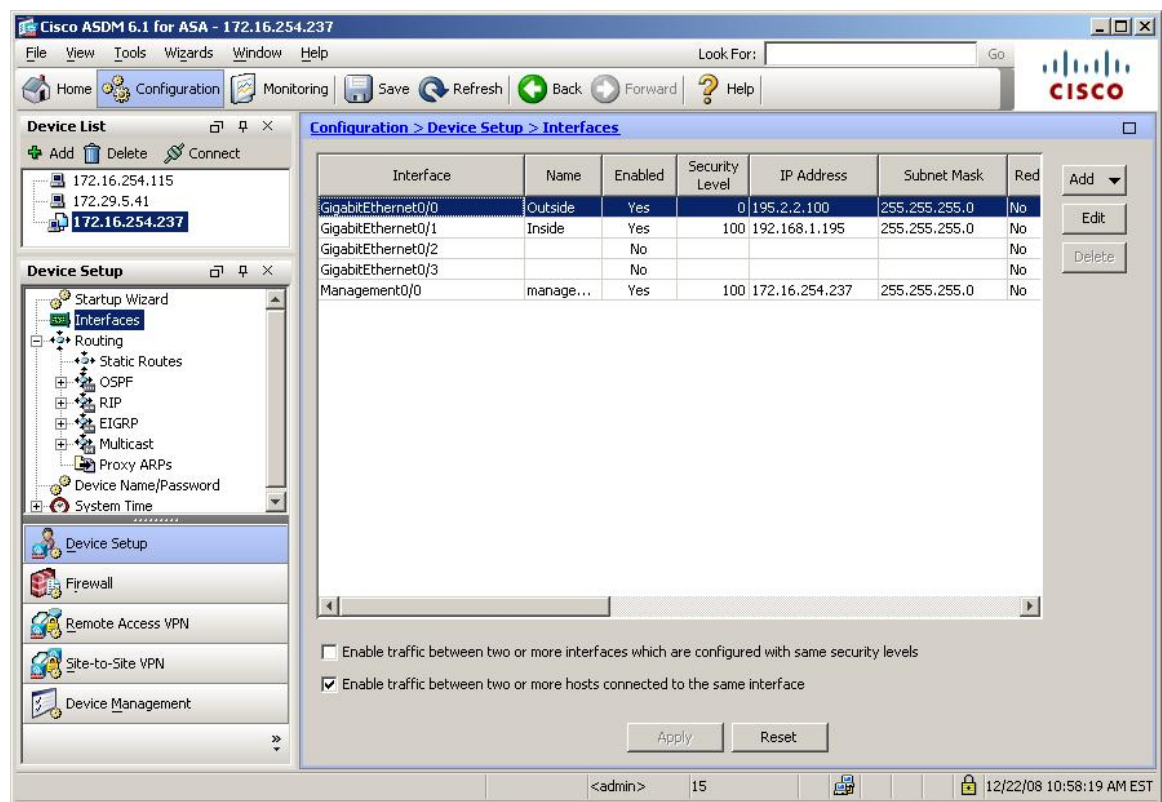 Cisco ASDM 6.1 for ASA - 172.16.254.237
File View Tools Wizards Window Help Look For: Go
Home Configuration Monitoring Save Refresh Back Forward Help
CISCO
Device List
Add Delete Connect
172.16.254.115
172.29.5.41
172.16.254.237
Device Setup
Startup Wizard
Interfaces
Routing
Static Routes
OSPF
RIP
EIGRP
Multicast
Proxy ARPs
Device Name/Password
System Time
Device Setup
Firewall
Remote Access VPN
Site-to-Site VPN
Device Management
Configuration > Device Setup > Interfaces
Interface Name Enabled Security Level IP Address Subnet Mask Red
GigabitEthernet0/0 Outside Yes 0 195.2.2.100 255.255.255.0 No
GigabitEthernet0/1 Inside Yes 100 192.168.1.195 255.255.255.0 No
GigabitEthernet0/2 No No
GigabitEthernet0/3 No No
Management0/0 manage... Yes 100 172.16.254.237 255.255.255.0 No
Add
Edit
Delete
Enable traffic between two or more interfaces which are configured with same security levels
Enable traffic between two or more hosts connected to the same interface
Apply Reset
<admin> 15 12/22/08 10:58:19 AM EST